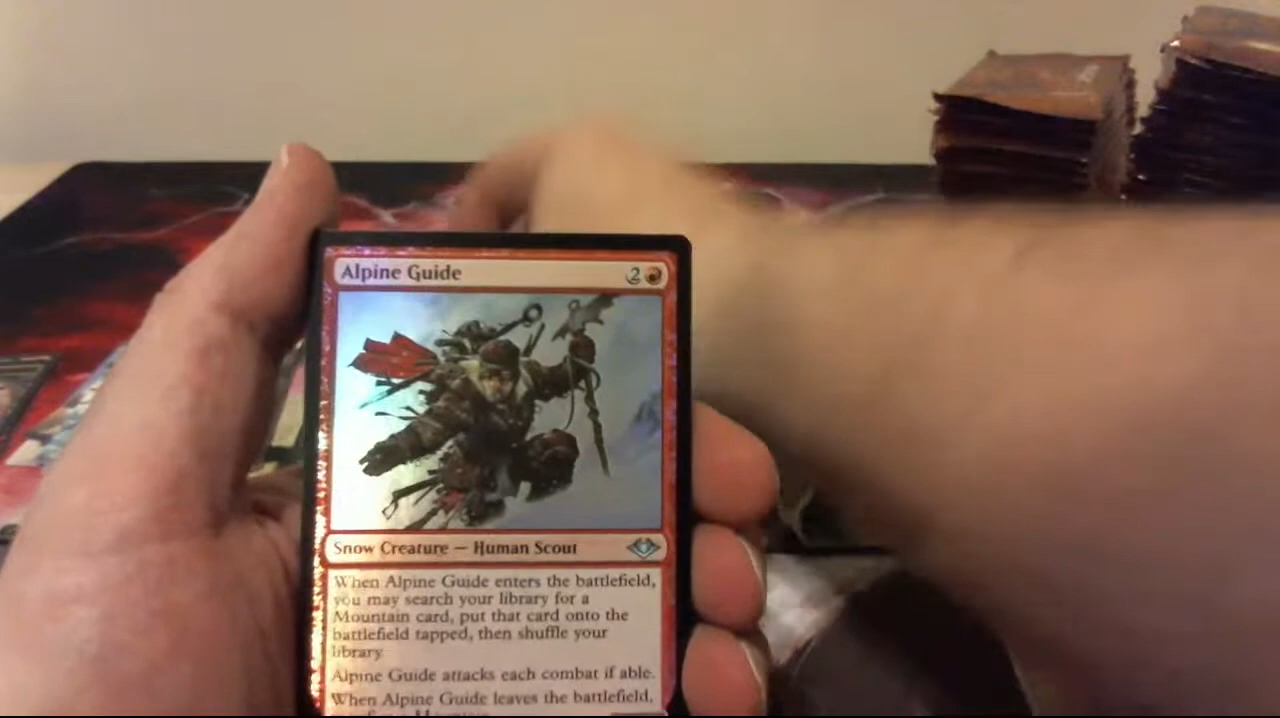 Alpine Guide 2
Snow Creature — Human Scout
When Alpine Guide enters the battlefield,
you may search your library for a
Mountain card, put that card onto the
battlefield tapped, then shuffle your
library
Alpine Guide attacks each combat if able.
When Alpine Guide leaves the battlefield,
Mountain